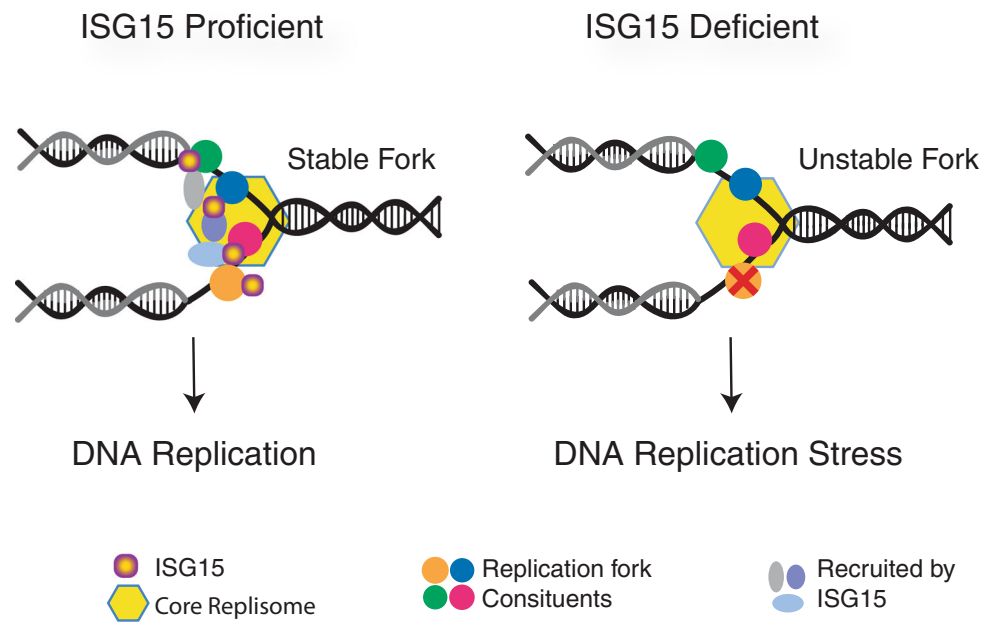 ISG15 Proficient
ISG15 Deficient
Stable Fork
Unstable Fork
DNA Replication
DNA Replication Stress
ISG15
Core Replisome
Replication fork
Consituents
Recruited by
ISG15